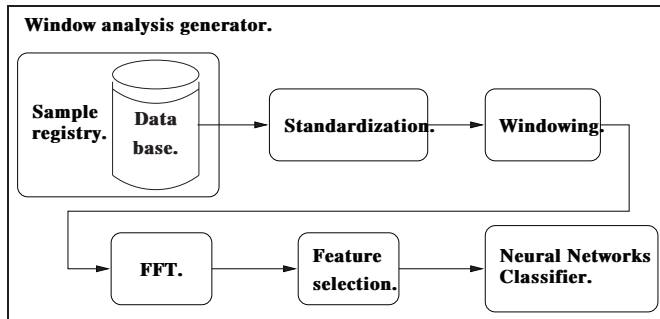 Window analysis generator.
Sample
registry.
Data
base.
Standardization.
Windowing.
FFT.
Feature
selection.
Neural Networks
Classifier.